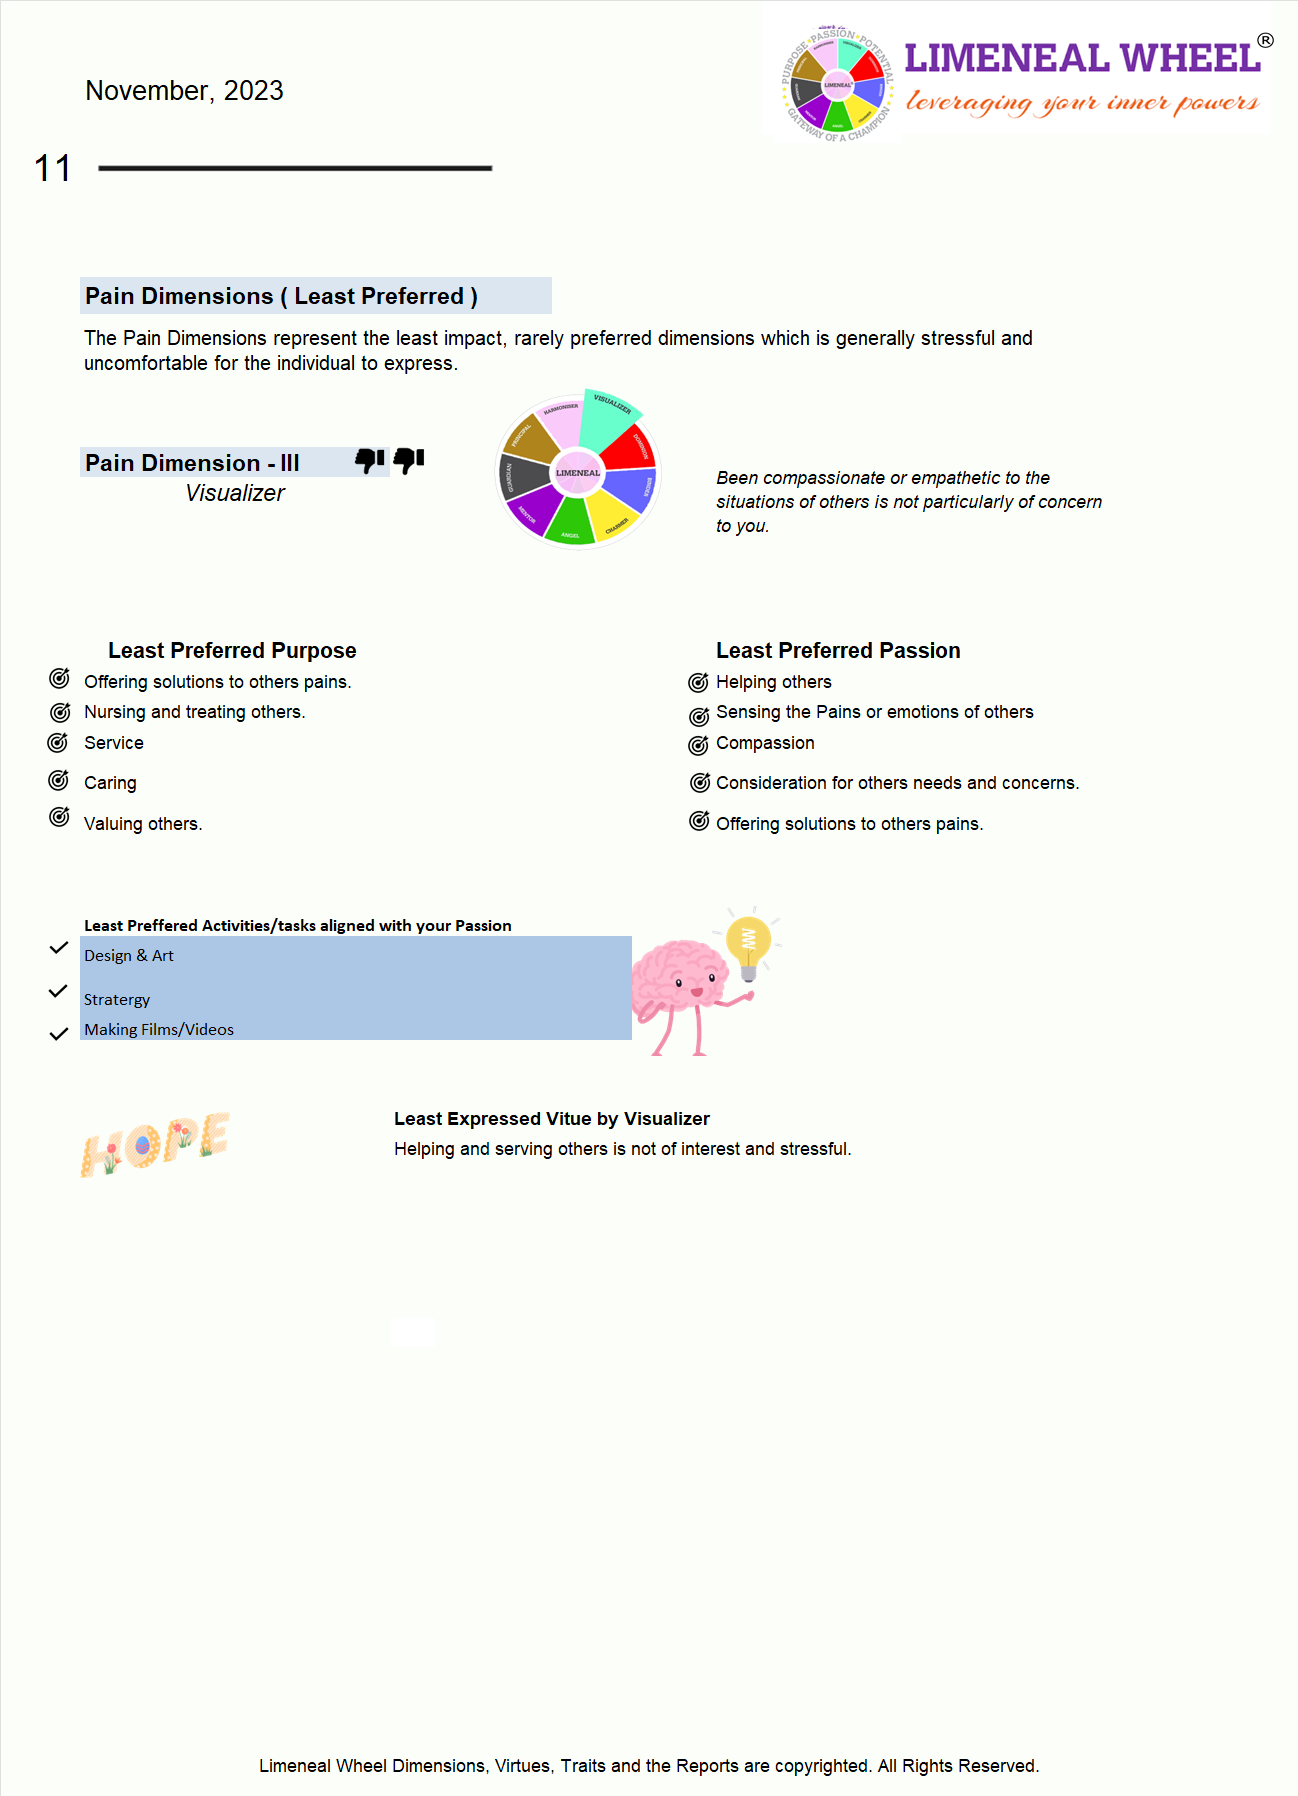 PURPOSE • PASSION • POTENTIAL
GATEWAY OF A CHAMPION
LIMENEAL
LIMENEAL WHEEL®
leveraging your inner powers
November, 2023
11
Pain Dimensions ( Least Preferred )
The Pain Dimensions represent the least impact, rarely preferred dimensions which is generally stressful and
uncomfortable for the individual to express.
Pain Dimension - III
Visualizer
HARMONISER
VISUALIZER
DOMINION
BINDER
CHARMER
ANGEL
MENTOR
GUARDIAN
PRINCIPAL
LIMENEAL
Been compassionate or empathetic to the
situations of others is not particularly of concern
to you.
Least Preferred Purpose
Offering solutions to others pains.
Nursing and treating others.
Service
Caring
Valuing others.
Least Preferred Passion
Helping others
Sensing the Pains or emotions of others
Compassion
Consideration for others needs and concerns.
Offering solutions to others pains.
Least Preffered Activities/tasks aligned with your Passion
Design & Art
Stratergy
Making Films/Videos
HOPE
Least Expressed Vitue by Visualizer
Helping and serving others is not of interest and stressful.
Limeneal Wheel Dimensions, Virtues, Traits and the Reports are copyrighted. All Rights Reserved.